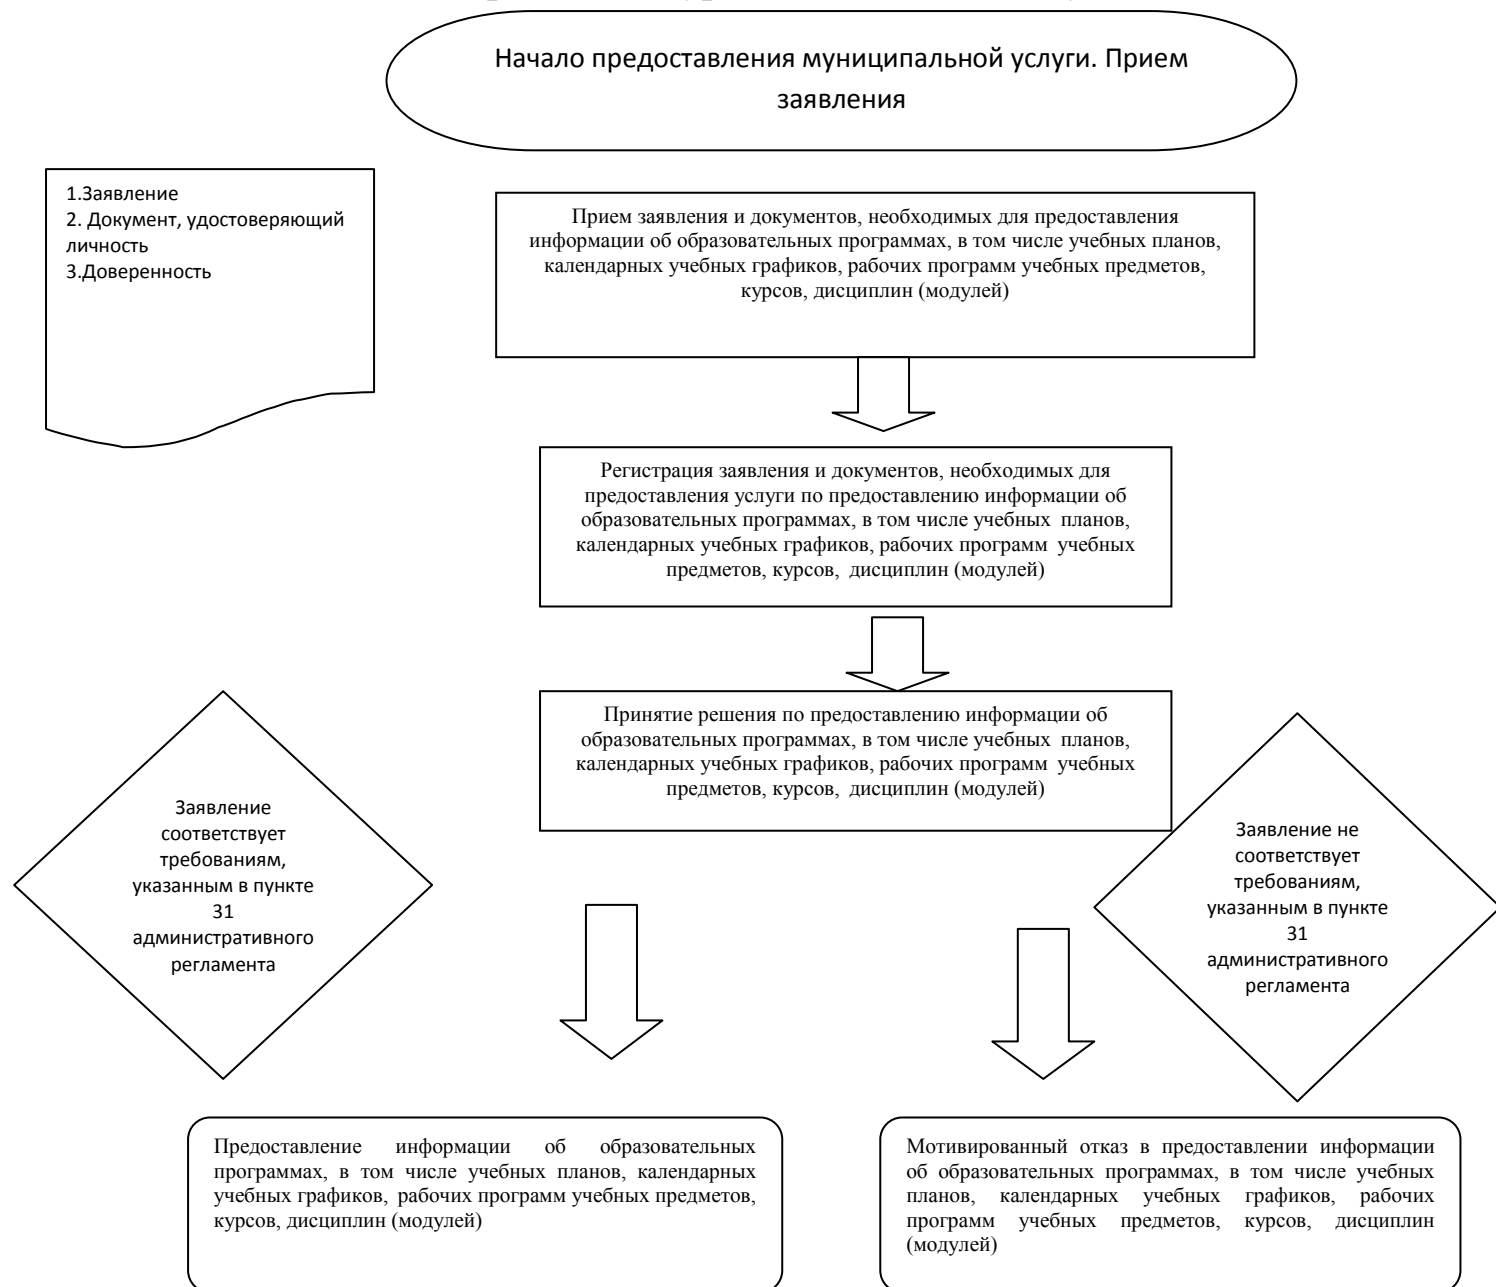 Начало предоставления муниципальной услуги. Прием
заявления
1.Заявление
2. Документ, удостоверяющий
личность
3.Доверенность
Прием заявления и документов, необходимых для предоставления
информации об образовательных программах, в том числе учебных планов,
календарных учебных графиков, рабочих программ учебных предметов,
курсов, дисциплин (модулей)
Регистрация заявления и документов, необходимых для
предоставления услуги по предоставлению информации об
образовательных программах, в том числе учебных планов,
календарных учебных графиков, рабочих программ учебных
предметов, курсов, дисциплин (модулей)
Принятие решения по предоставлению информации об
образовательных программах, в том числе учебных планов,
календарных учебных графиков, рабочих программ учебных
предметов, курсов, дисциплин (модулей)
Заявление
соответствует
требованиям,
указанным в пункте
31
административного
регламента
Заявление не
соответствует
требованиям,
указанным в пункте
31
административного
регламента
Предоставление информации об образовательных
программах, в том числе учебных планов, календарных
учебных графиков, рабочих программ учебных предметов,
курсов, дисциплин (модулей)
Мотивированный отказ в предоставлении информации
об образовательных программах, в том числе учебных
планов, календарных учебных графиков, рабочих
программ учебных предметов, курсов, дисциплин
(модулей)